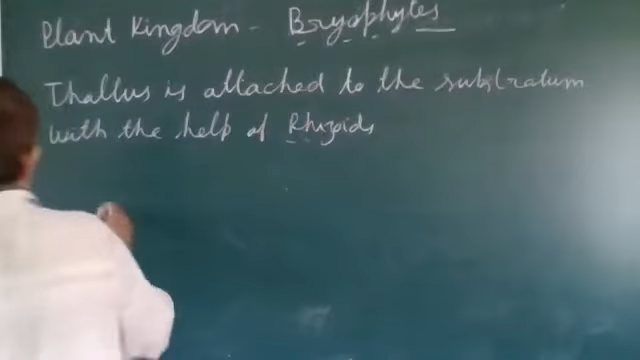 Plant Kingdom - Bryophytes
Thallus is attached to the substratum
with the help of Rhizoids